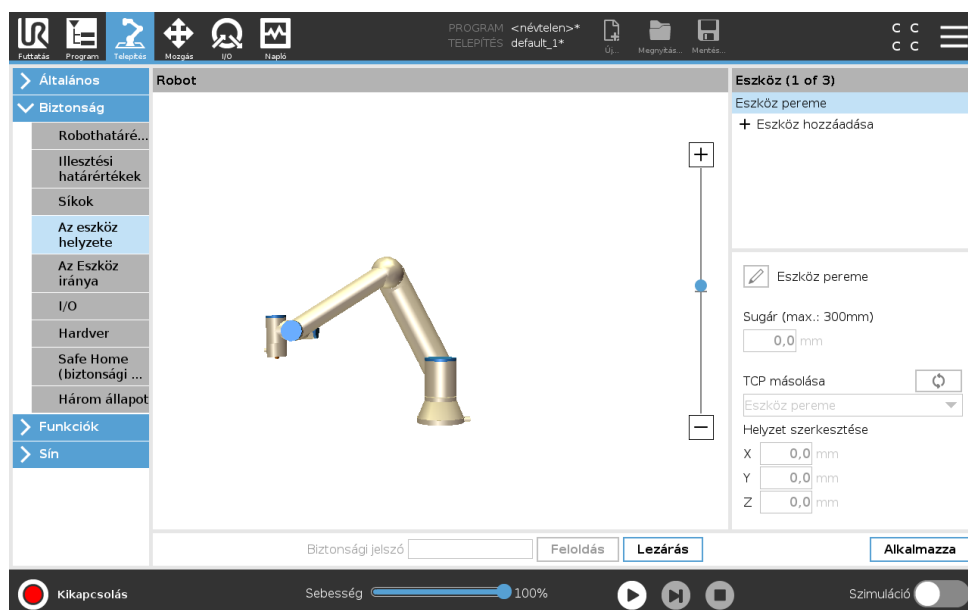 PROGRAM <névtelen>*
TELEPÍTÉS default_1*
Futtatás Program Telepítés Mozgás I/O Napló Új... Megnyitás... Mentés...
C C
C C
Általános
Biztonság
Robothatáré...
Illesztési
határértékek
Síkok
Az eszköz
helyzete
Az Eszköz
iránya
I/O
Hardver
Safe Home
(biztonsági ...
Három állapot
Funkciók
Sín
Robot
Eszköz (1 of 3)
Eszköz pereme
+ Eszköz hozzáadása
Eszköz pereme
Sugár (max.: 300mm)
0,0 mm
TCP másolása
Eszköz pereme
Helyzet szerkesztése
X 0,0 mm
Y 0,0 mm
Z 0,0 mm
Biztonsági jelszó Feloldás Lezárás Alkalmazza
Kikapcsolás Sebesség 100% Szimuláció